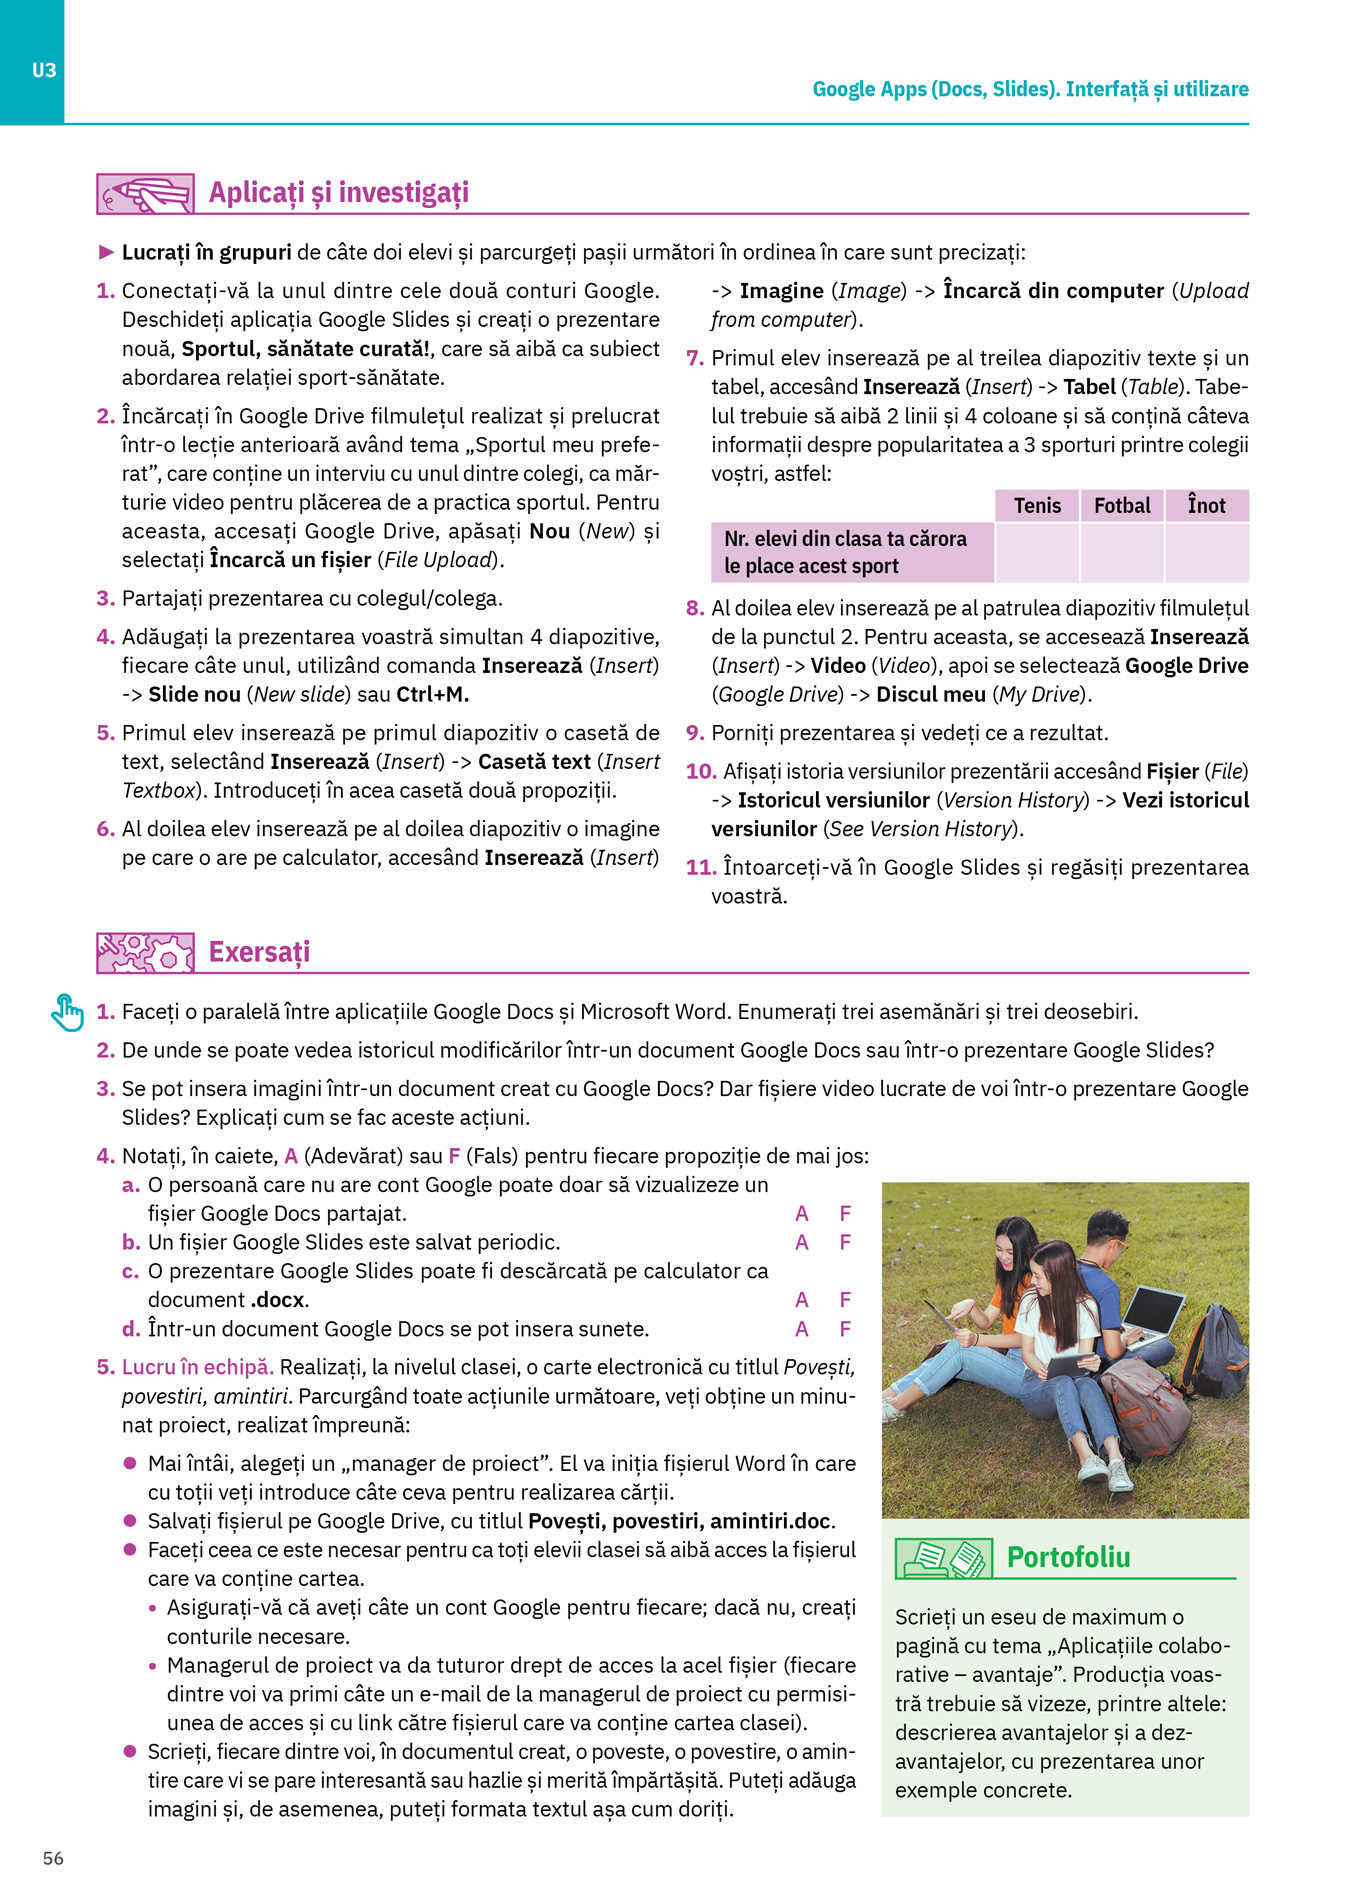 U3
Google Apps (Docs, Slides). Interfață și utilizare
Aplicați și investigați
► Lucrați în grupuri de câte doi elevi și parcurgeți pașii următori în ordinea în care sunt precizați:
1. Conectați-vă la unul dintre cele două conturi Google.
Deschideți aplicația Google Slides și creați o prezentare
nouă, Sportul, sănătate curată!, care să aibă ca subiect
abordarea relației sport-sănătate.
2. Încărcați în Google Drive filmulețul realizat și prelucrat
într-o lecție anterioară având tema „Sportul meu prefe-
rat”, care conține un interviu cu unul dintre colegi, ca măr-
turie video pentru plăcerea de a practica sportul. Pentru
aceasta, accesați Google Drive, apăsați Nou (New) și
selectați Încarcă un fișier (File Upload).
3. Partajați prezentarea cu colegul/colega.
4. Adăugați la prezentarea voastră simultan 4 diapozitive,
fiecare câte unul, utilizând comanda Inserează (Insert)
-> Slide nou (New slide) sau Ctrl+M.
5. Primul elev inserează pe primul diapozitiv o casetă de
text, selectând Inserează (Insert) -> Casetă text (Insert
Textbox). Introduceți în acea casetă două propoziții.
6. Al doilea elev inserează pe al doilea diapozitiv o imagine
pe care o are pe calculator, accesând Inserează (Insert)
-> Imagine (Image) -> Încarcă din computer (Upload
from computer).
7. Primul elev inserează pe al treilea diapozitiv texte și un
tabel, accesând Inserează (Insert) -> Tabel (Table). Tabe-
lul trebuie să aibă 2 linii și 4 coloane și să conțină câteva
informații despre popularitatea a 3 sporturi printre colegii
voștri, astfel:
Tenis Fotbal Înot
Nr. elevi din clasa ta cărora
le place acest sport
8. Al doilea elev inserează pe al patrulea diapozitiv filmulețul
de la punctul 2. Pentru aceasta, se accesează Inserează
(Insert) -> Video (Video), apoi se selectează Google Drive
(Google Drive) -> Discul meu (My Drive).
9. Porniți prezentarea și vedeți ce a rezultat.
10. Afișați istoria versiunilor prezentării accesând Fișier (File)
-> Istoricul versiunilor (Version History) -> Vezi istoricul
versiunilor (See Version History).
11. Întoarceți-vă în Google Slides și regăsiți prezentarea
voastră.
Exersați
1. Faceți o paralelă între aplicațiile Google Docs și Microsoft Word. Enumerați trei asemănări și trei deosebiri.
2. De unde se poate vedea istoricul modificărilor într-un document Google Docs sau într-o prezentare Google Slides?
3. Se pot insera imagini într-un document creat cu Google Docs? Dar fișiere video lucrate de voi într-o prezentare Google
Slides? Explicați cum se fac aceste acțiuni.
4. Notați, în caiete, A (Adevărat) sau F (Fals) pentru fiecare propoziție de mai jos:
a. O persoană care nu are cont Google poate doar să vizualizeze un
fișier Google Docs partajat. A F
b. Un fișier Google Slides este salvat periodic. A F
c. O prezentare Google Slides poate fi descărcată pe calculator ca
document .docx. A F
d. Într-un document Google Docs se pot insera sunete. A F
5. Lucru în echipă. Realizați, la nivelul clasei, o carte electronică cu titlul Povești,
povestiri, amintiri. Parcurgând toate acțiunile următoare, veți obține un minu-
nat proiect, realizat împreună:
● Mai întâi, alegeți un „manager de proiect”. El va iniția fișierul Word în care
cu toții veți introduce câte ceva pentru realizarea cărții.
● Salvați fișierul pe Google Drive, cu titlul Povești, povestiri, amintiri.doc.
● Faceți ceea ce este necesar pentru ca toți elevii clasei să aibă acces la fișierul
care va conține cartea.
• Asigurați-vă că aveți câte un cont Google pentru fiecare; dacă nu, creați
conturile necesare.
• Managerul de proiect va da tuturor drept de acces la acel fișier (fiecare
dintre voi va primi câte un e-mail de la managerul de proiect cu permisi-
unea de acces și cu link către fișierul care va conține cartea clasei).
● Scrieți, fiecare dintre voi, în documentul creat, o poveste, o povestire, o amin-
tire care vi se pare interesantă sau hazlie și merită împărtășită. Puteți adăuga
imagini și, de asemenea, puteți formata textul așa cum doriți.
Portofoliu
Scrieți un eseu de maximum o
pagină cu tema „Aplicațiile colabo-
rative – avantaje”. Producția voas-
tră trebuie să vizeze, printre altele:
descrierea avantajelor și a dez-
avantajelor, cu prezentarea unor
exemple concrete.
56